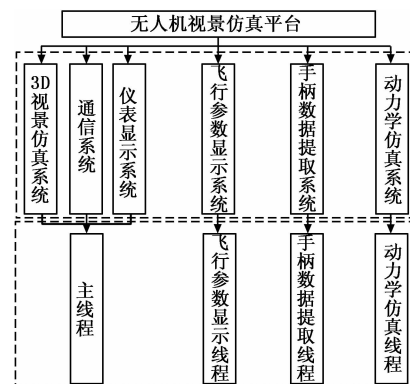 无人机视景仿真平台
3D视景仿真系统
通信系统
仪表显示系统
飞行参数显示系统
手柄数据提取系统
动力学仿真系统
主线程
飞行参数显示线程
手柄数据提取线程
动力学仿真线程